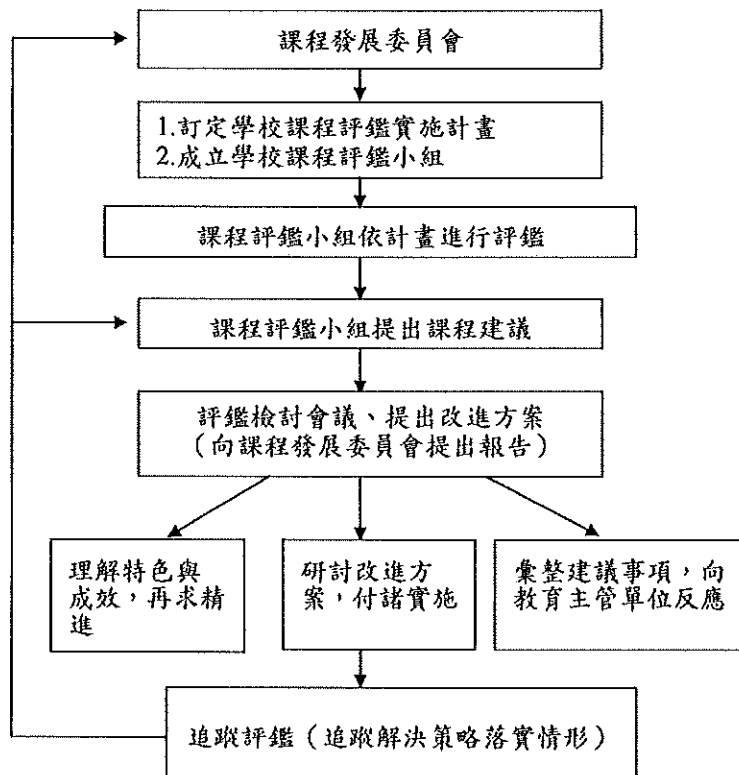 課程發展委員會
1.訂定學校課程評鑑實施計畫
2.成立學校課程評鑑小組
課程評鑑小組依計畫進行評鑑
課程評鑑小組提出課程建議
評鑑檢討會議、提出改進方案
(向課程發展委員會提出報告)
理解特色與
成效，再求精
進
研討改進方
案，付諸實施
彙整建議事項，向
教育主管單位反應
追蹤評鑑（追蹤解決策略落實情形）